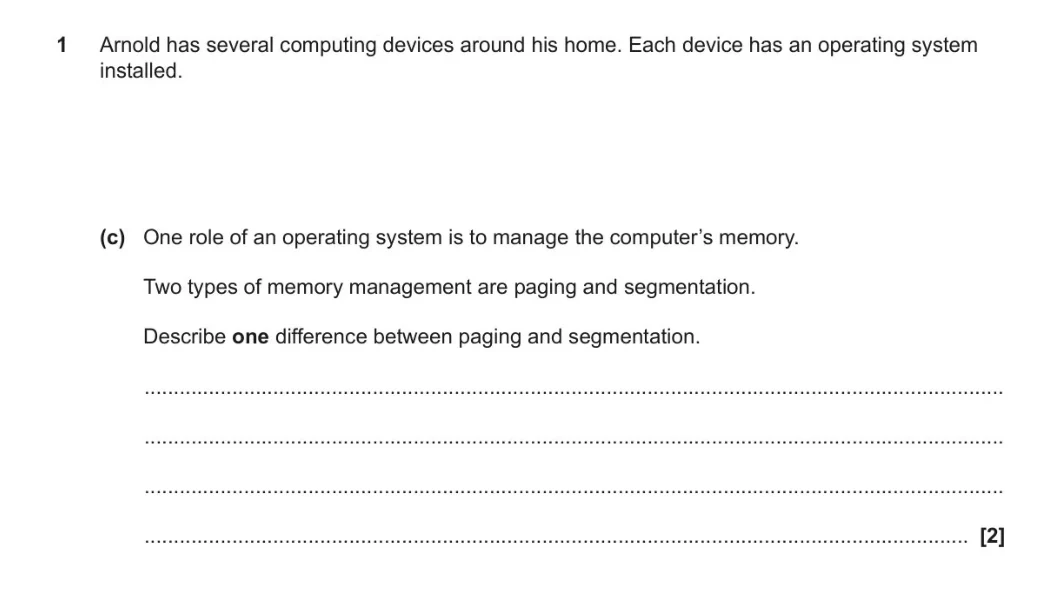 1 Arnold has several computing devices around his home. Each device has an operating system
installed.
(c) One role of an operating system is to manage the computer’s memory.
Two types of memory management are paging and segmentation.
Describe one difference between paging and segmentation.
[2]